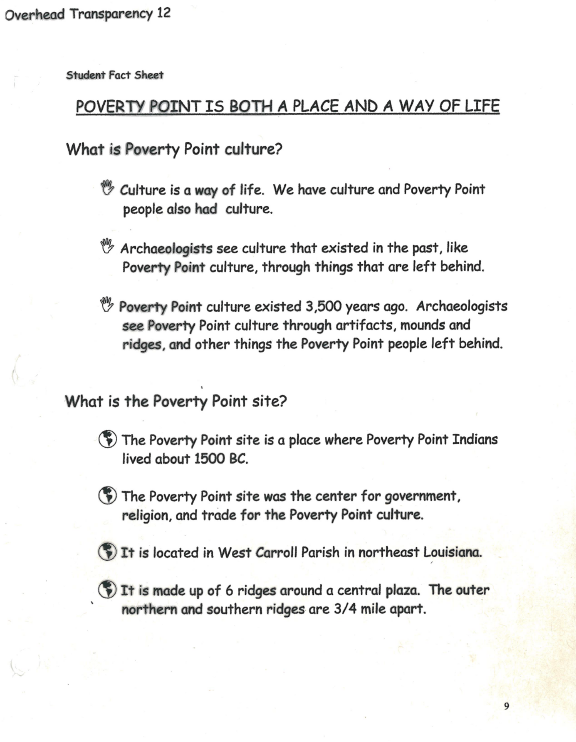 Overhead Transparency 12
Student Fact Sheet
POVERTY POINT IS BOTH A PLACE AND A WAY OF LIFE
What is Poverty Point culture?
Culture is a way of life. We have culture and Poverty Point
people also had culture.
Archaeologists see culture that existed in the past, like
Poverty Point culture, through things that are left behind.
Poverty Point culture existed 3,500 years ago. Archaeologists
see Poverty Point culture through artifacts, mounds and
ridges, and other things the Poverty Point people left behind.
What is the Poverty Point site?
The Poverty Point site is a place where Poverty Point Indians
lived about 1500 BC.
The Poverty Point site was the center for government,
religion, and trade for the Poverty Point culture.
It is located in West Carroll Parish in northeast Louisiana.
It is made up of 6 ridges around a central plaza. The outer
northern and southern ridges are 3/4 mile apart.
9